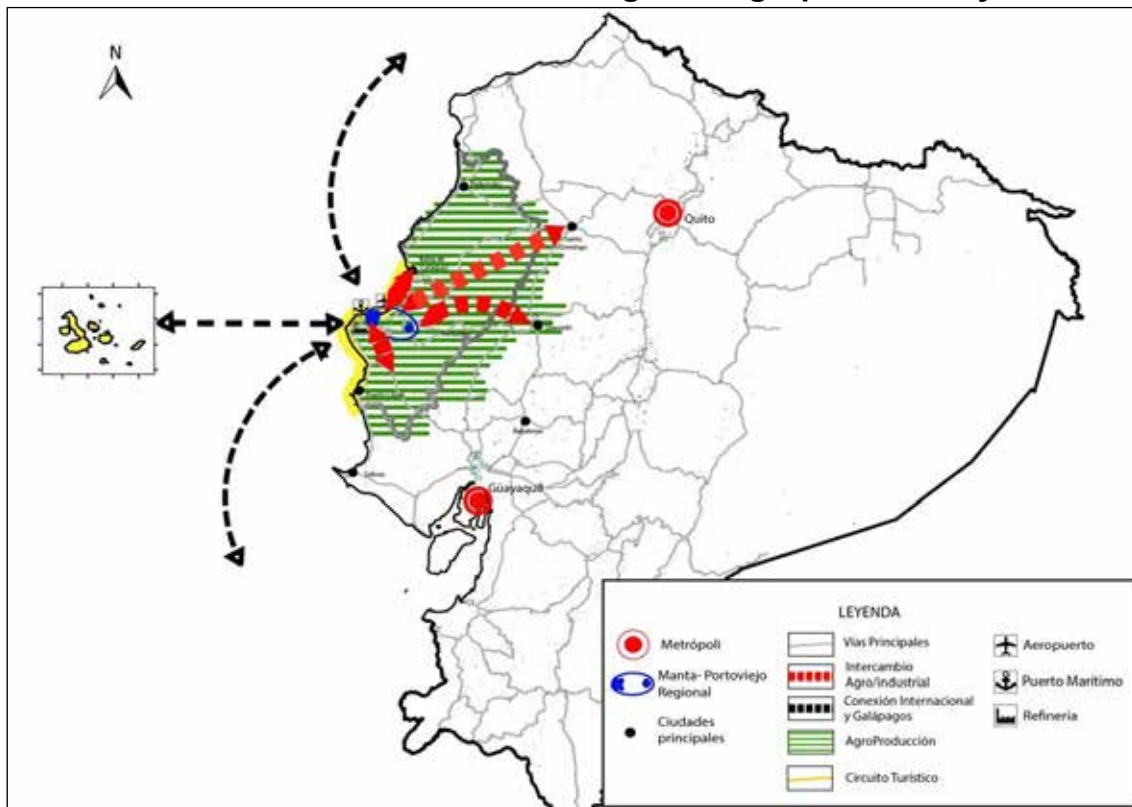 N
Quito
Guayaquil
LEYENDA
Metrópoli
Manta- Portoviejo
Regional
Ciudades
principales
Vías Principales
Intercambio
Agro/industrial
Conexión Internacional
y Galápagos
AgroProducción
Circuito Turístico
Aeropuerto
Puerto Marítimo
Refinería